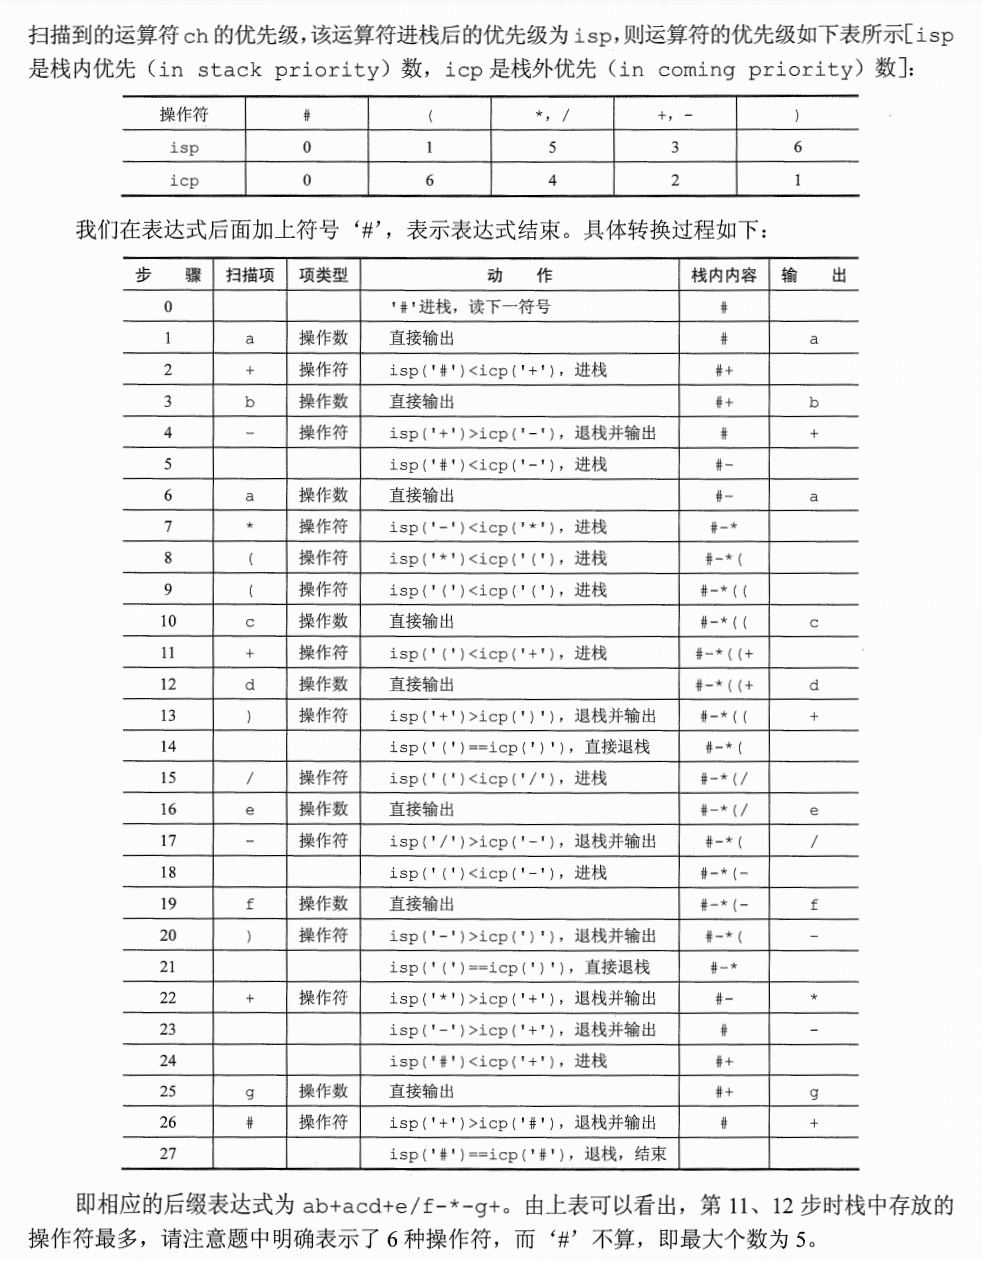 扫描到的运算符ch的优先级,该运算符进栈后的优先级为isp,则运算符的优先级如下表所示[isp
是栈内优先（in stack priority）数，icp是栈外优先（in coming priority）数]：
操作符 # ( *，/ +，- )
isp 0 1 5 3 6
icp 0 6 4 2 1
我们在表达式后面加上符号‘#’，表示表达式结束。具体转换过程如下：
步 骤 扫描项 项类型 动 作 栈内内容 输 出
0 '#'进栈，读下一符号 #
1 a 操作数 直接输出 # a
2 + 操作符 isp('#')<icp('+')，进栈 #+
3 b 操作数 直接输出 #+ b
4 - 操作符 isp('+')>icp('-')，退栈并输出 # +
5 isp('#')<icp('-')，进栈 #-
6 a 操作数 直接输出 #- a
7 * 操作符 isp('-')<icp('*')，进栈 #-*
8 ( 操作符 isp('*')<icp('(')，进栈 #-*(
9 ( 操作符 isp('(')<icp('(')，进栈 #-*((
10 c 操作数 直接输出 #-*(( c
11 + 操作符 isp('(')<icp('+')，进栈 #-*((+
12 d 操作数 直接输出 #-*((+ d
13 ) 操作符 isp('+')>icp(')')，退栈并输出 #-*(( +
14 isp('(')==icp(')')，直接退栈 #-*(
15 / 操作符 isp('(')<icp('/')，进栈 #-*(/
16 e 操作数 直接输出 #-*(/ e
17 - 操作符 isp('/')>icp('-')，退栈并输出 #-*( /
18 isp('(')<icp('-')，进栈 #-*(-
19 f 操作数 直接输出 #-*(- f
20 ) 操作符 isp('-')>icp(')')，退栈并输出 #-*( -
21 isp('(')==icp(')')，直接退栈 #-*
22 + 操作符 isp('*')>icp('+')，退栈并输出 #- *
23 isp('-')>icp('+')，退栈并输出 # -
24 isp('#')<icp('+')，进栈 #+
25 g 操作数 直接输出 #+ g
26 # 操作符 isp('+')>icp('#')，退栈并输出 # +
27 isp('#')==icp('#')，退栈，结束
即相应的后缀表达式为 ab+acd+e/f-*-g+。由上表可以看出，第 11、12 步时栈中存放的
操作符最多，请注意题中明确表示了 6 种操作符，而‘#’不算，即最大个数为 5。